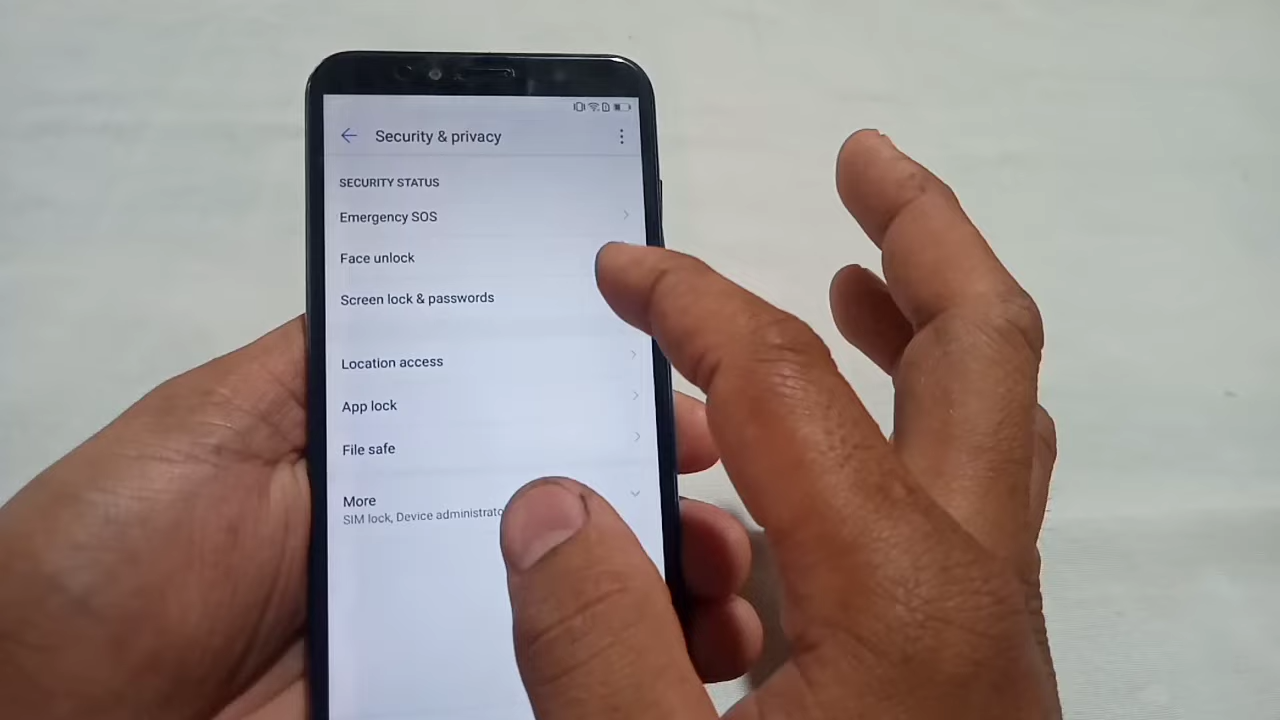 Security & privacy
SECURITY STATUS
Emergency SOS
Face unlock
Screen lock & passwords
Location access
App lock
File safe
More
SIM lock, Device